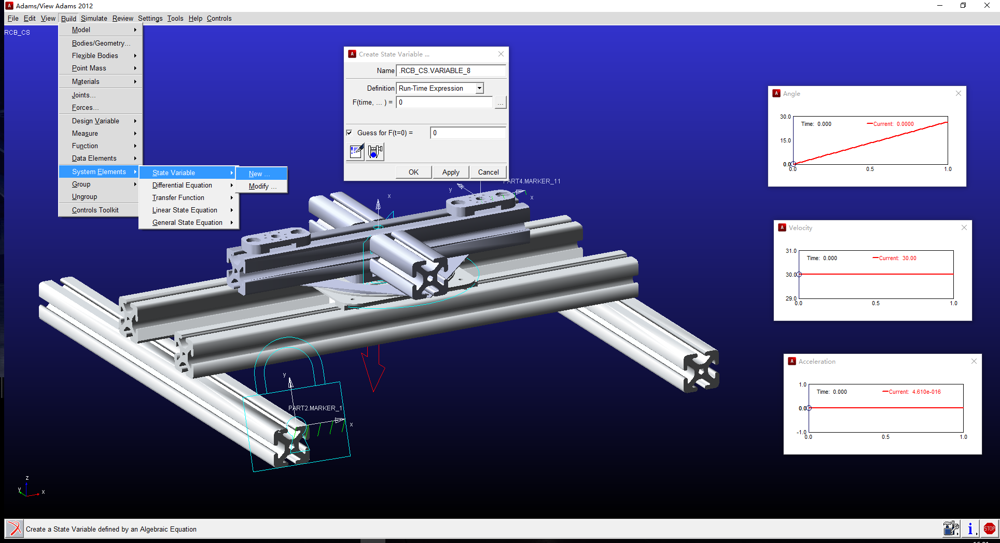 Adams/View Adams 2012
File Edit View Build Simulate Review Settings Tools Help Controls
RCB_CS
Model
Bodies/Geometry...
Flexible Bodies
Point Mass
Materials
Joints...
Forces...
Design Variable
Measure
Function
Data Elements
System Elements
Group
Ungroup
Controls Toolkit
State Variable
Differential Equation
Transfer Function
Linear State Equation
General State Equation
New ...
Modify ...
Create State Variable ...
Name .RCB_CS.VARIABLE_8
Definition Run-Time Expression
F(time, ... ) = 0 ...
Guess for F(t=0) = 0
OK Apply Cancel
PART4.MARKER_11
y
x
x
PART2.MARKER_1
y
x
z
z
y
x
Angle
30.0
15.0
0.0
Time: 0.000 Current: 0.0000
0.0 0.5 1.0
Velocity
31.0
30.0
29.0
Time: 0.000 Current: 30.00
0.0 0.5 1.0
Acceleration
1.0
0.0
-1.0
Time: 0.000 Current: 4.610e-016
0.0 0.5 1.0
Create a State Variable defined by an Algebraic Equation
i
STOP